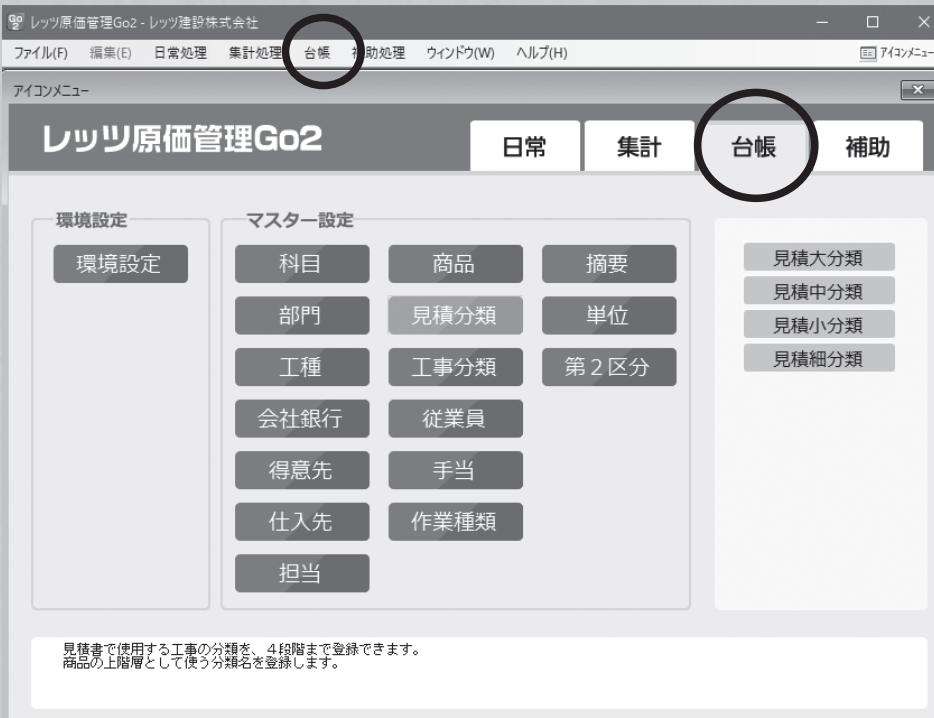 レッツ原価管理Go2 - レッツ建設株式会社
ファイル(F) 編集(E) 日常処理 集計処理 台帳 補助処理 ウィンドウ(W) ヘルプ(H) アイコンメニュー
アイコンメニュー
レッツ原価管理Go2 日常 集計 台帳 補助
環境設定 マスター設定
環境設定 科目 商品 摘要 見積大分類
見積中分類
部門 見積分類 単位 見積小分類
工種 工事分類 第2区分 見積細分類
会社銀行 従業員
得意先 手当
仕入先 作業種類
担当
見積書で使用する工事の分類を、4段階まで登録できます。
商品の上階層として使う分類名を登録します。